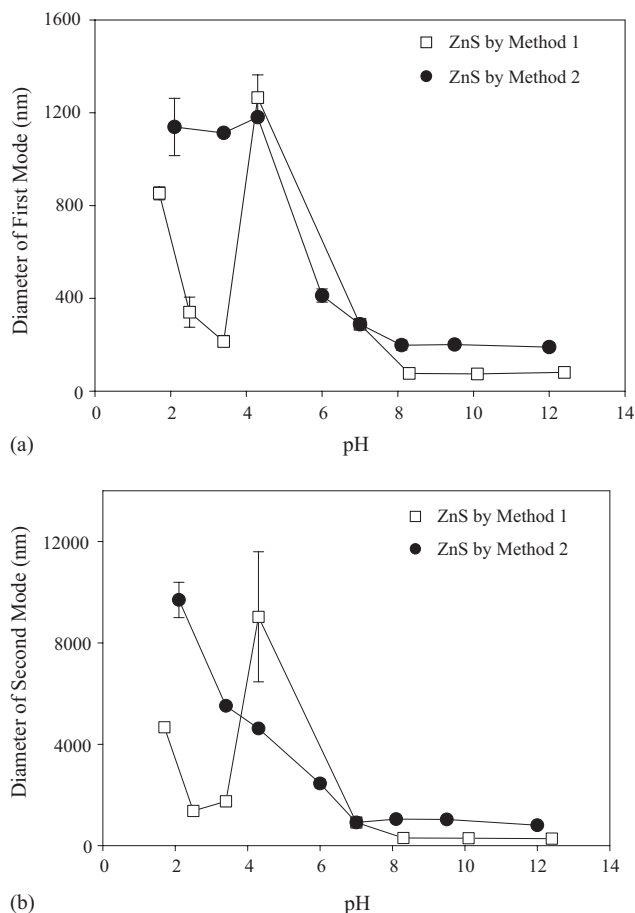 1600
1200
800
400
0
Diameter of First Mode (nm)
ZnS by Method 1
ZnS by Method 2
0 2 4 6 8 10 12 14
pH
(a)
12000
8000
4000
0
Diameter of Second Mode (nm)
ZnS by Method 1
ZnS by Method 2
0 2 4 6 8 10 12 14
pH
(b)